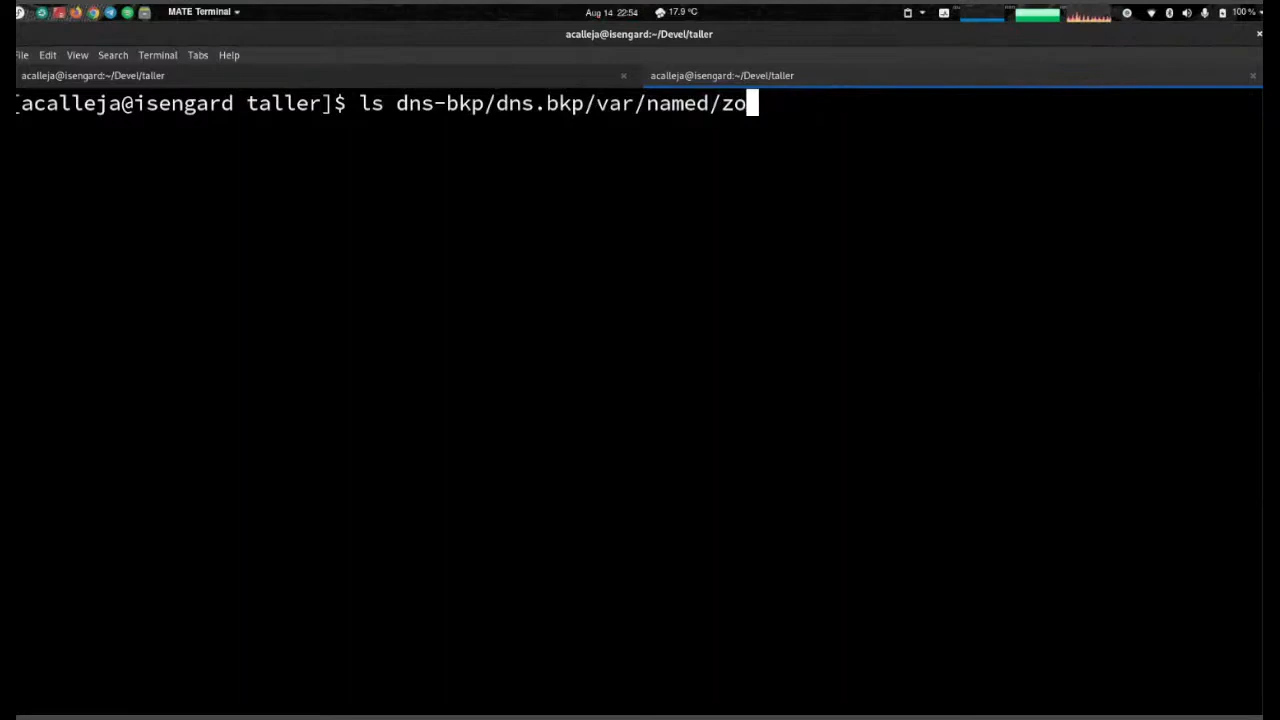 MATE Terminal
Aug 14 22:54
17.9 °C
100 %
acalleja@isengard:~/Devel/taller
File Edit View Search Terminal Tabs Help
acalleja@isengard:~/Devel/taller
acalleja@isengard:~/Devel/taller
[acalleja@isengard taller]$ ls dns-bkp/dns.bkp/var/named/zo